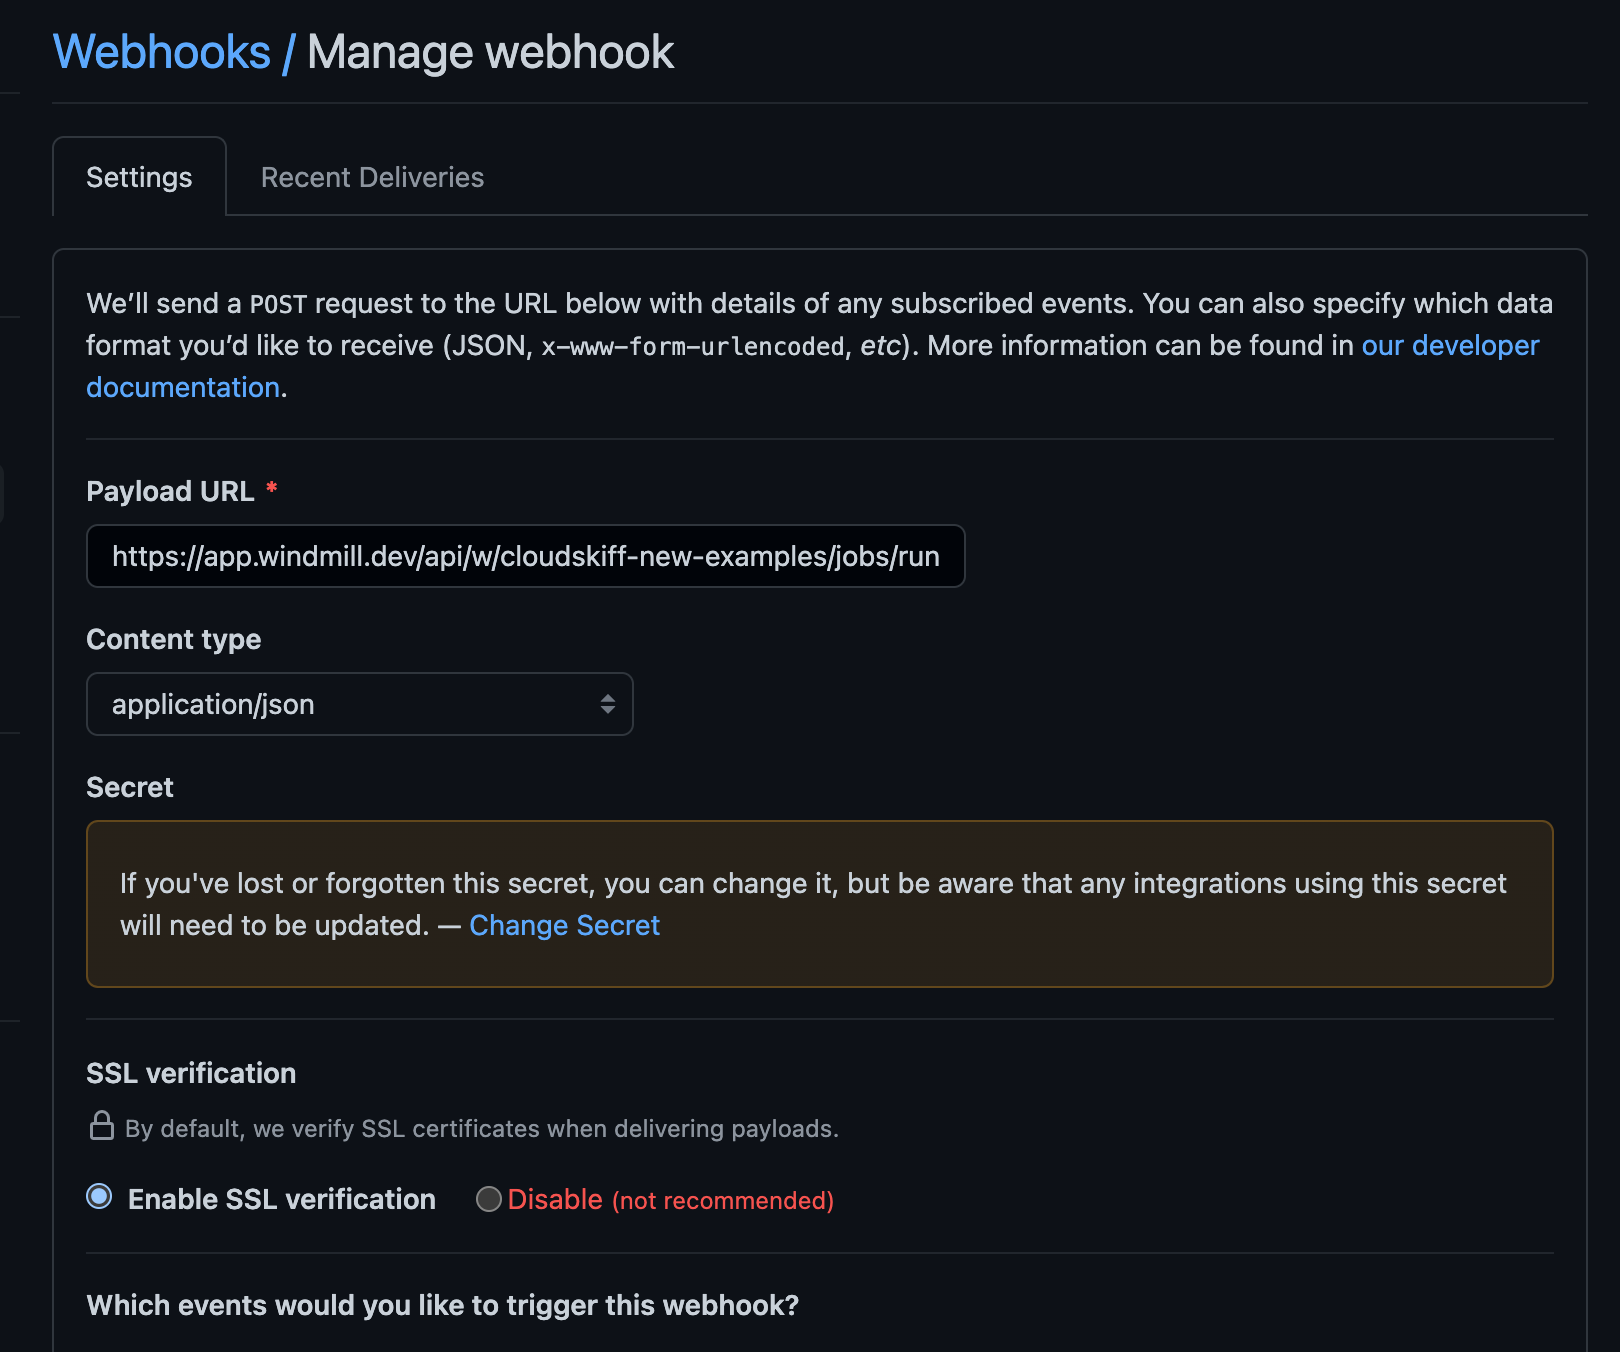 Webhooks / Manage webhook
Settings
Recent Deliveries
We’ll send a POST request to the URL below with details of any subscribed events. You can also specify which data
format you’d like to receive (JSON, x-www-form-urlencoded, etc). More information can be found in our developer
documentation.
Payload URL *
https://app.windmill.dev/api/w/cloudskiff-new-examples/jobs/run
Content type
application/json
Secret
If you've lost or forgotten this secret, you can change it, but be aware that any integrations using this secret
will need to be updated. — Change Secret
SSL verification
By default, we verify SSL certificates when delivering payloads.
Enable SSL verification
Disable (not recommended)
Which events would you like to trigger this webhook?